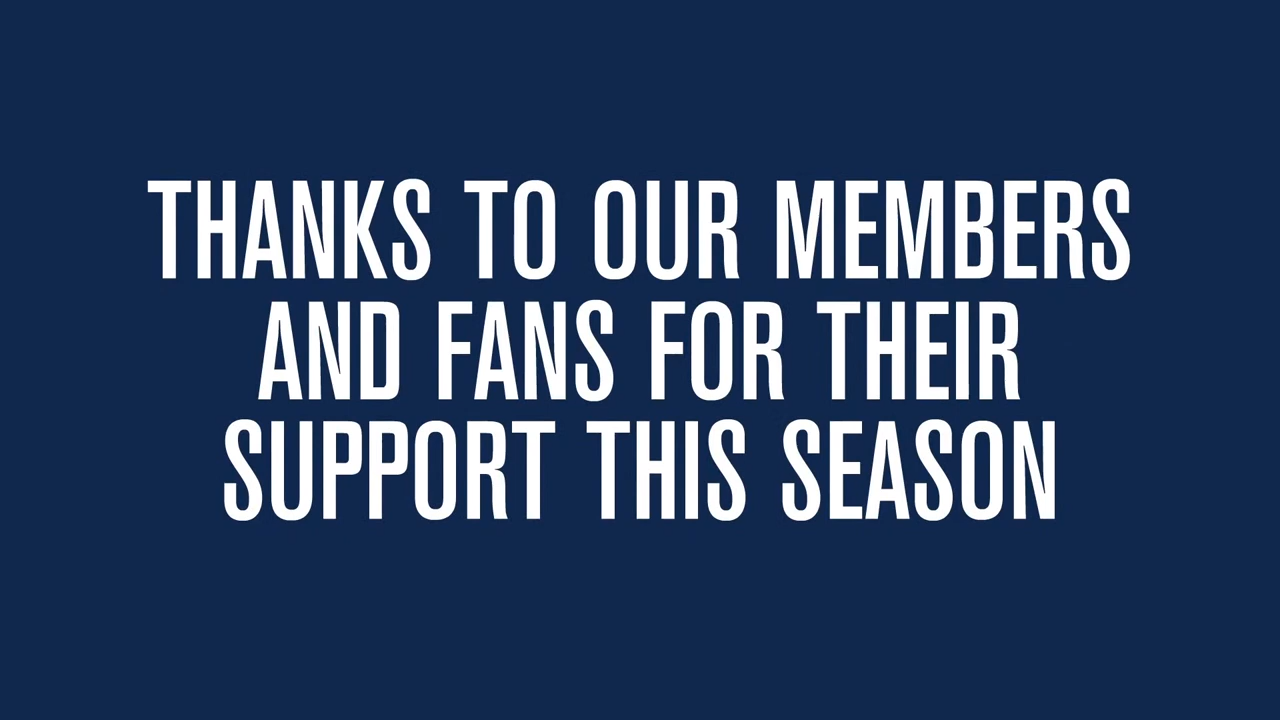 THANKS TO OUR MEMBERS
AND FANS FOR THEIR
SUPPORT THIS SEASON